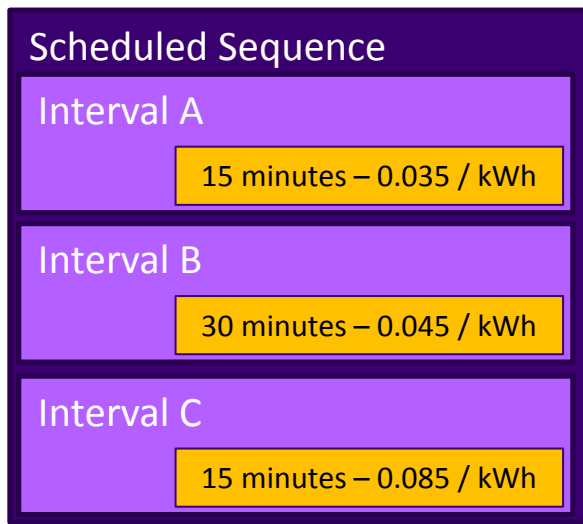 Scheduled Sequence
Interval A
15 minutes – 0.035 / kWh
Interval B
30 minutes – 0.045 / kWh
Interval C
15 minutes – 0.085 / kWh